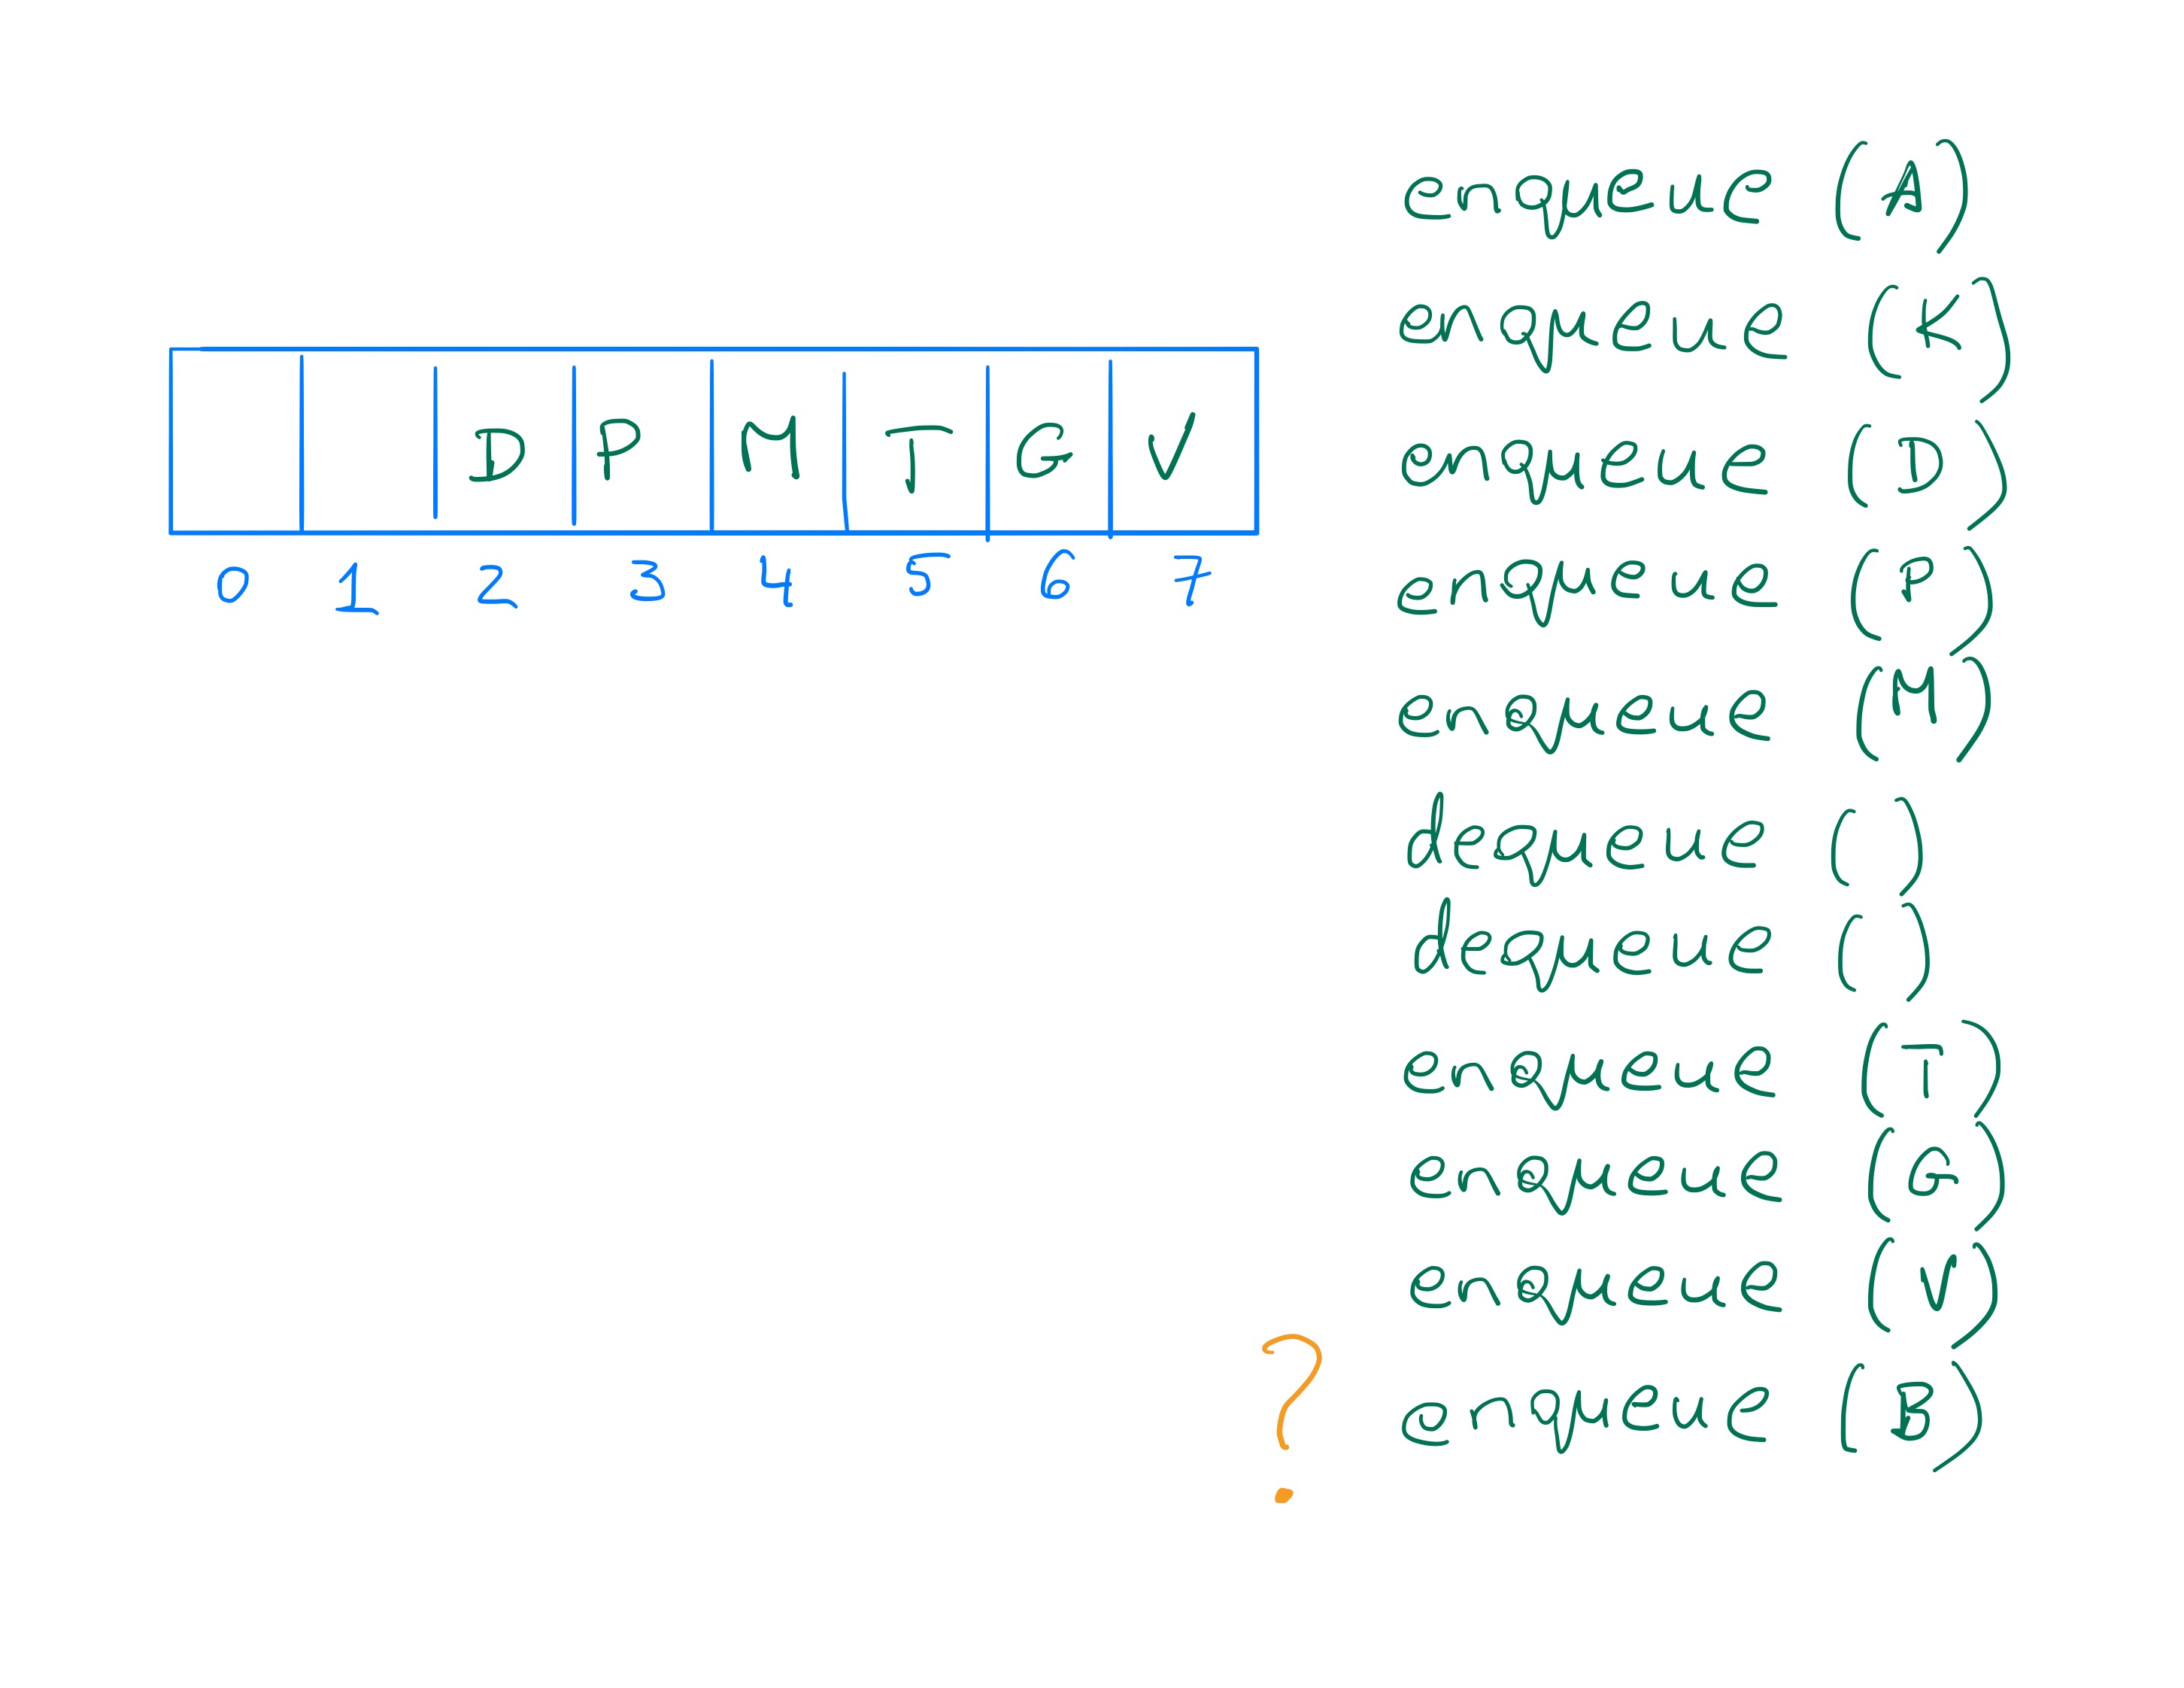 D P M T G V
0 1 2 3 4 5 6 7
enqueue (A)
enqueue (K)
enqueue (D)
enqueue (P)
enqueue (M)
dequeue ( )
dequeue ( )
enqueue (T)
enqueue (G)
enqueue (V)
? enqueue (B)